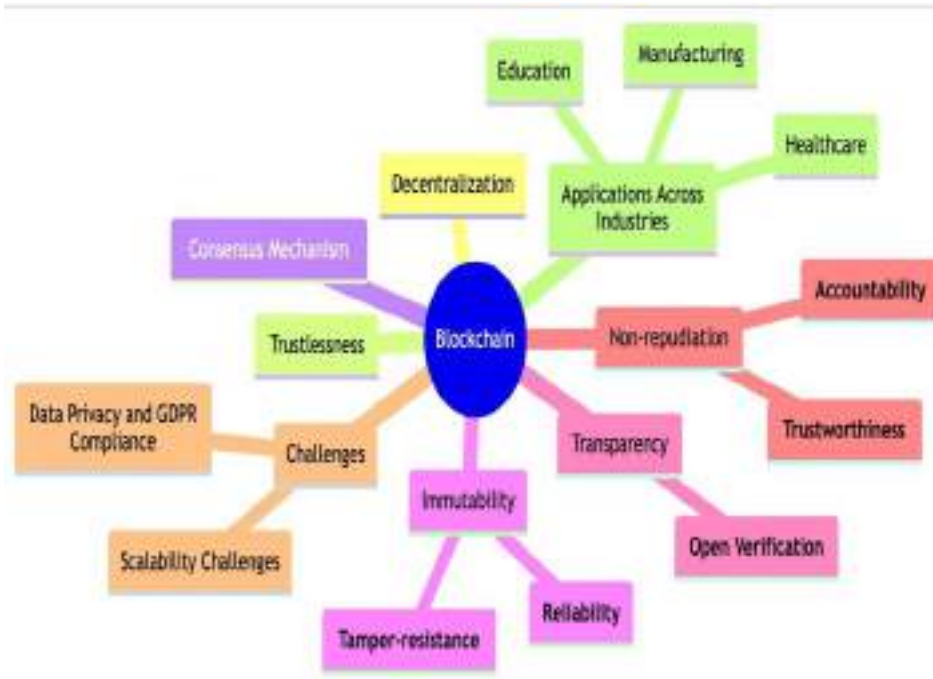 Education
Manufacturing
Healthcare
Decentralization
Applications Across
Industries
Consensus Mechanism
Accountability
Trustlessness
Blockchain
Non-repudiation
Data Privacy and GDPR
Compliance
Challenges
Transparency
Trustworthiness
Immutability
Scalability Challenges
Open Verification
Reliability
Tamper-resistance